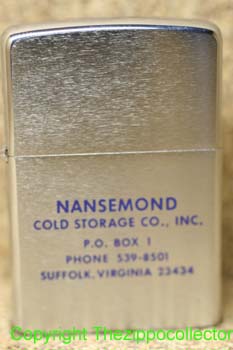 NANSEMOND
COLD STORAGE CO., INC.
P.O. BOX 1
PHONE 539-8501
SUFFOLK, VIRGINIA 23434
Copyright Thezippocollector